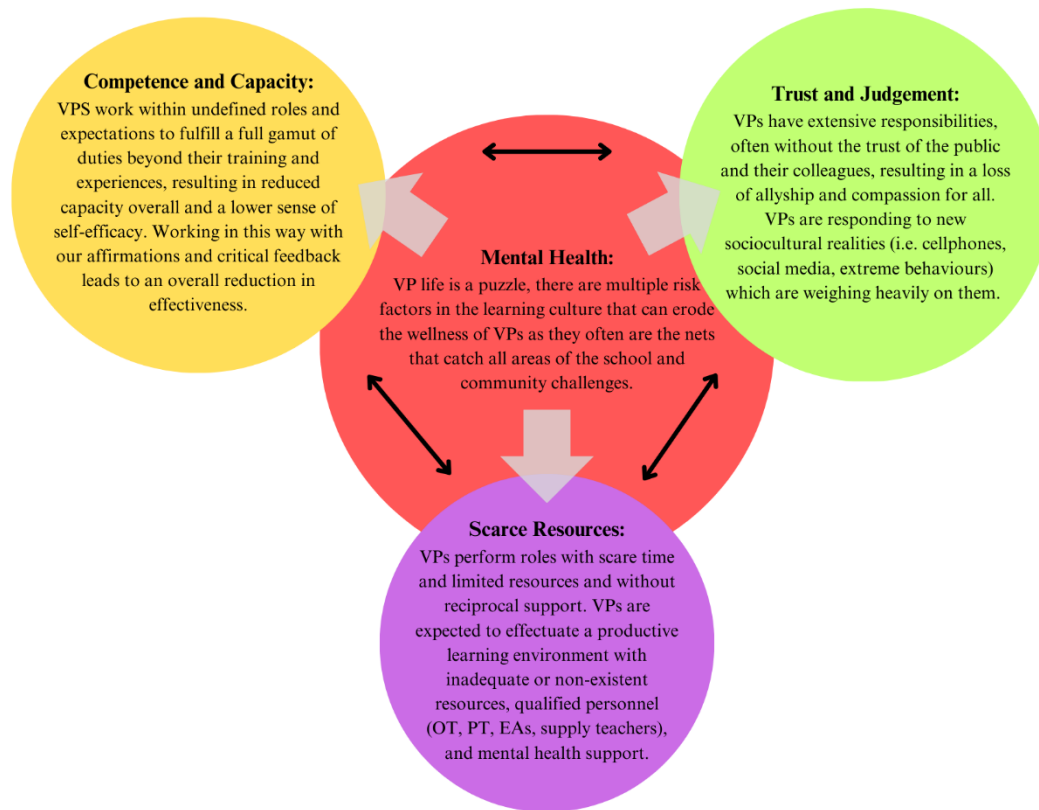 Competence and Capacity:
VPS work within undefined roles and
expectations to fulfill a full gamut of
duties beyond their training and
experiences, resulting in reduced
capacity overall and a lower sense of
self-efficacy. Working in this way with
our affirmations and critical feedback
leads to an overall reduction in
effectiveness.
Trust and Judgement:
VPs have extensive responsibilities,
often without the trust of the public
and their colleagues, resulting in a loss
of allyship and compassion for all.
VPs are responding to new
sociocultural realities (i.e. cellphones,
social media, extreme behaviours)
which are weighing heavily on them.
Mental Health:
VP life is a puzzle, there are multiple risk
factors in the learning culture that can erode
the wellness of VPs as they often are the nets
that catch all areas of the school and
community challenges.
Scarce Resources:
VPs perform roles with scare time
and limited resources and without
reciprocal support. VPs are
expected to effectuate a productive
learning environment with
inadequate or non-existent
resources, qualified personnel
(OT, PT, EAs, supply teachers),
and mental health support.